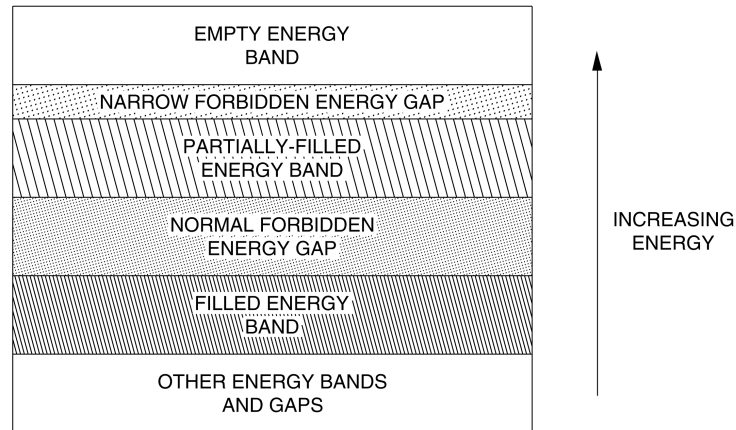 EMPTY ENERGY
BAND
NARROW FORBIDDEN ENERGY GAP
PARTIALLY-FILLED
ENERGY BAND
NORMAL FORBIDDEN
ENERGY GAP
FILLED ENERGY
BAND
OTHER ENERGY BANDS
AND GAPS
INCREASING
ENERGY